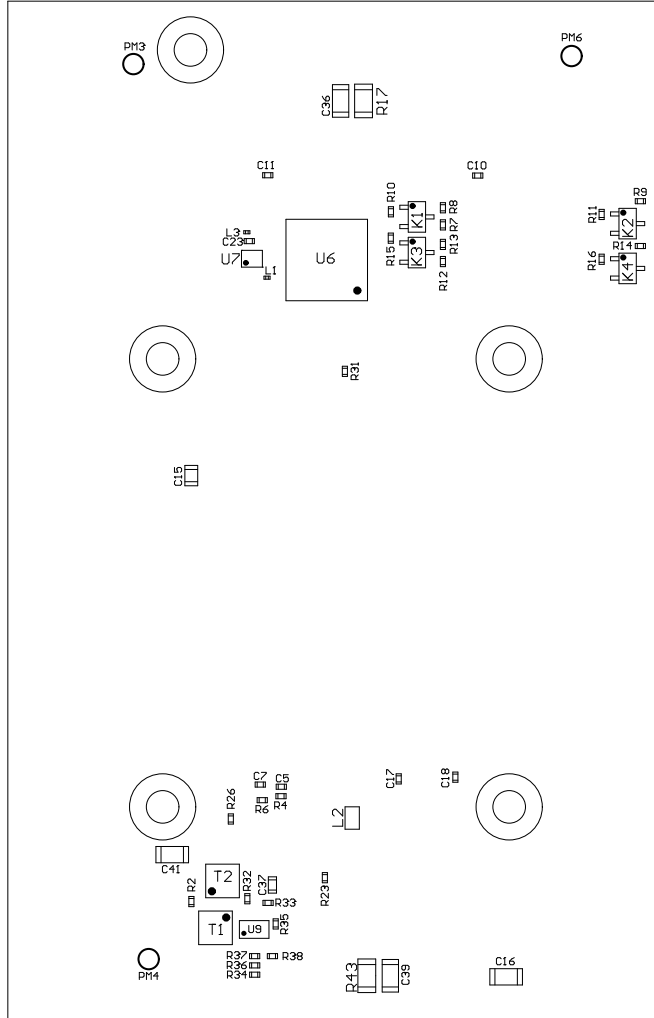 PM3
PM6
C36
R17
C11
C10
R9
R10
K1
R8
R7
R11
K2
L3
C23
U7
L1
U6
R15
K3
R13
R12
R14
R16
K4
R31
C15
C7
C5
R6
R4
R26
C17
C18
L2
C41
T2
R2
R32
C37
R33
R23
T1
U9
R35
R37
R38
R36
R34
PM4
R43
C39
C16